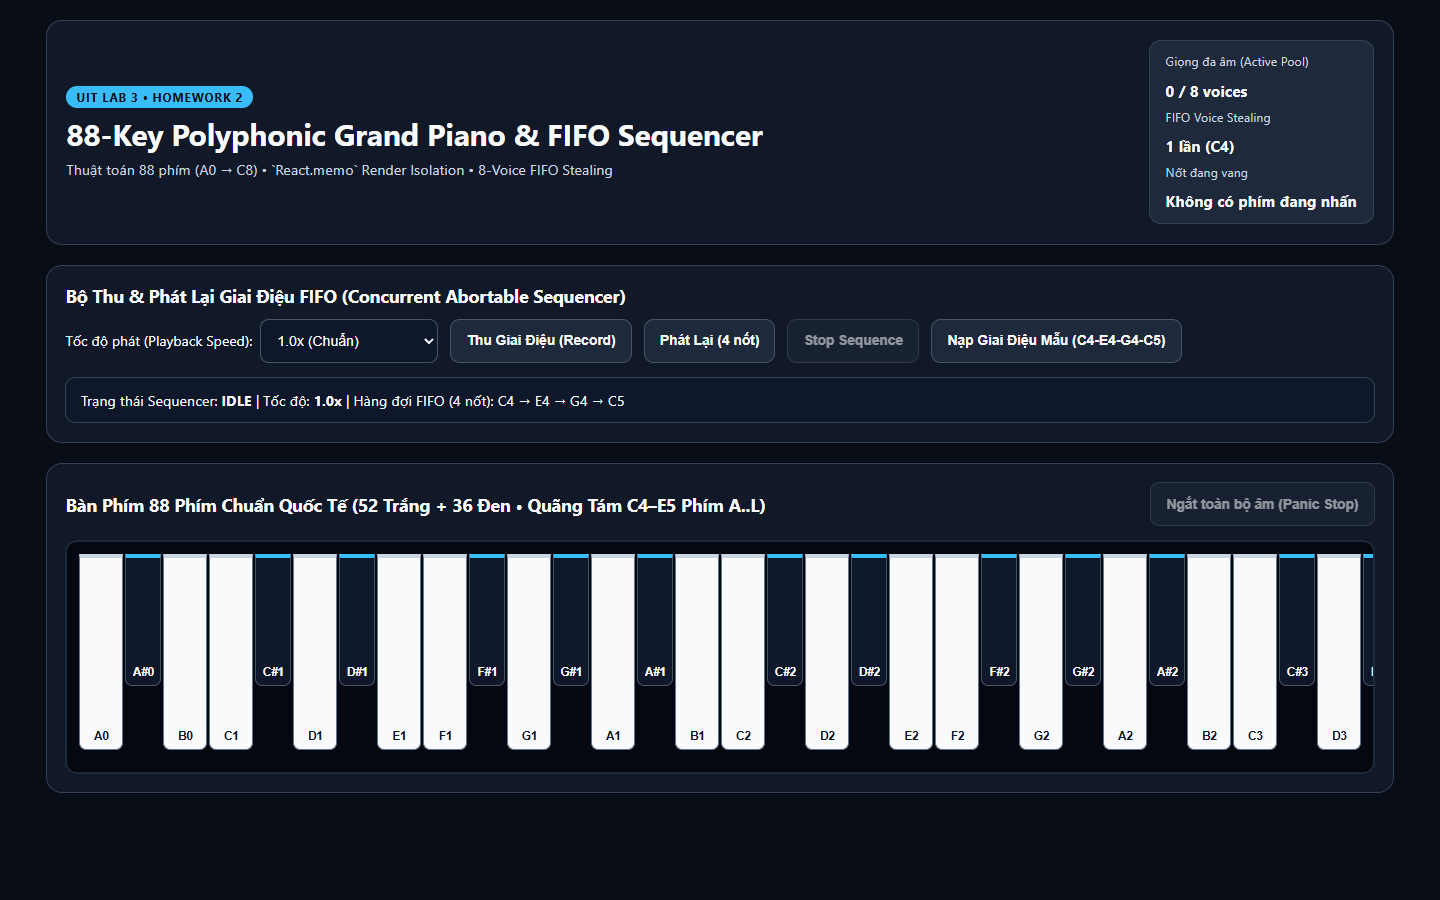 UIT LAB 3 • HOMEWORK 2
88-Key Polyphonic Grand Piano & FIFO Sequencer
Thuật toán 88 phím (A0 → C8) • `React.memo` Render Isolation • 8-Voice FIFO Stealing
Giọng đa âm (Active Pool)
0 / 8 voices
FIFO Voice Stealing
1 lần (C4)
Nốt đang vang
Không có phím đang nhấn
Bộ Thu & Phát Lại Giai Điệu FIFO (Concurrent Abortable Sequencer)
Tốc độ phát (Playback Speed): 1.0x (Chuẩn) Thu Giai Điệu (Record) Phát Lại (4 nốt) Stop Sequence Nạp Giai Điệu Mẫu (C4-E4-G4-C5)
Trạng thái Sequencer: IDLE | Tốc độ: 1.0x | Hàng đợi FIFO (4 nốt): C4 → E4 → G4 → C5
Bàn Phím 88 Phím Chuẩn Quốc Tế (52 Trắng + 36 Đen • Quãng Tám C4–E5 Phím A..L) Ngắt toàn bộ âm (Panic Stop)
A#0 C#1 D#1 F#1 G#1 A#1 C#2 D#2 F#2 G#2 A#2 C#3
A0 B0 C1 D1 E1 F1 G1 A1 B1 C2 D2 E2 F2 G2 A2 B2 C3 D3